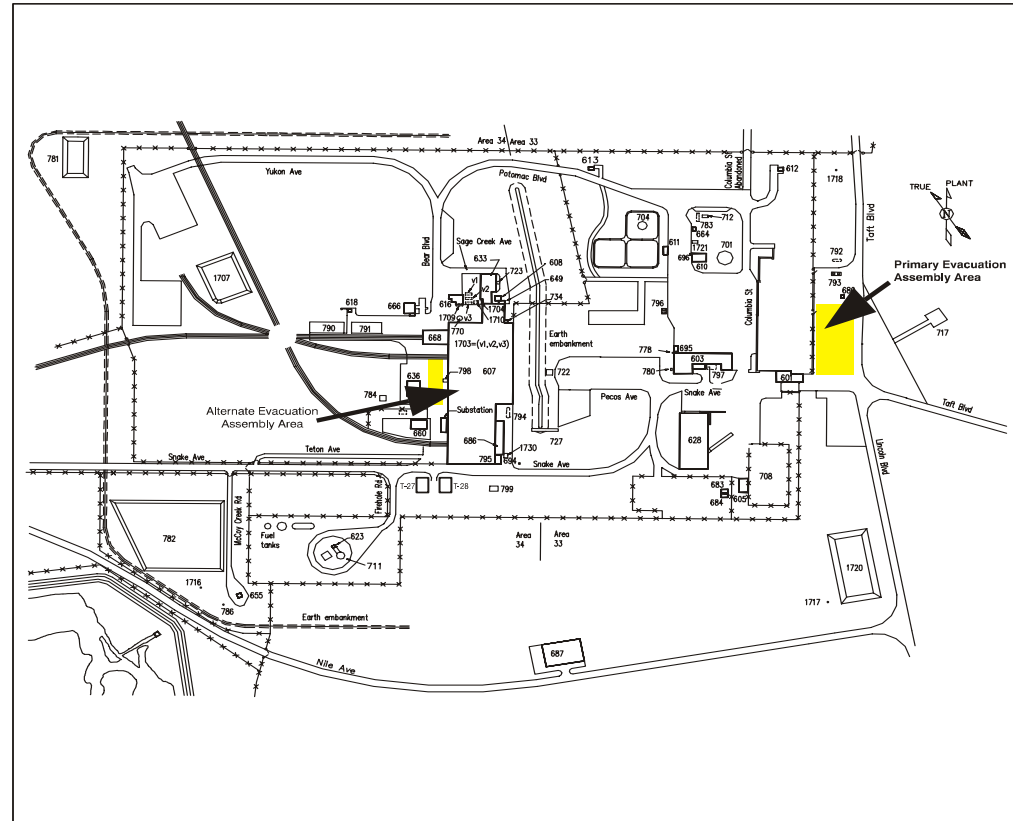 Area 34
Area 33
781
Yukon Ave
Potomac Blvd
613
Columbia St
Abandoned
612
1718
TRUE
PLANT
N
Taft Blvd
712
783
664
1721
704
701
696
610
611
792
793
Primary Evacuation
Assembly Area
Bear Blvd
Sage Creek Ave
633
723
608
649
734
v1
v2
v3
616
1704
1709
1710
770
1707
618
666
790
791
668
1703=(v1,v2,v3)
607
Earth
embankment
796
Columbia St
717
778
695
603
780
797
798
722
636
784
Alternate Evacuation
Assembly Area
Substation
794
Pecos Ave
Snake Ave
601
Taft Blvd
660
686
727
628
Teton Ave
1730
795
694
Snake Ave
Snake Ave
Lincoln Blvd
T-27
T-28
799
683
684
605
708
McCoy Creek Rd
Firehole Rd
782
Fuel
tanks
623
711
Area
34
Area
33
1720
1716
786
655
1717
Earth embankment
Nile Ave
687